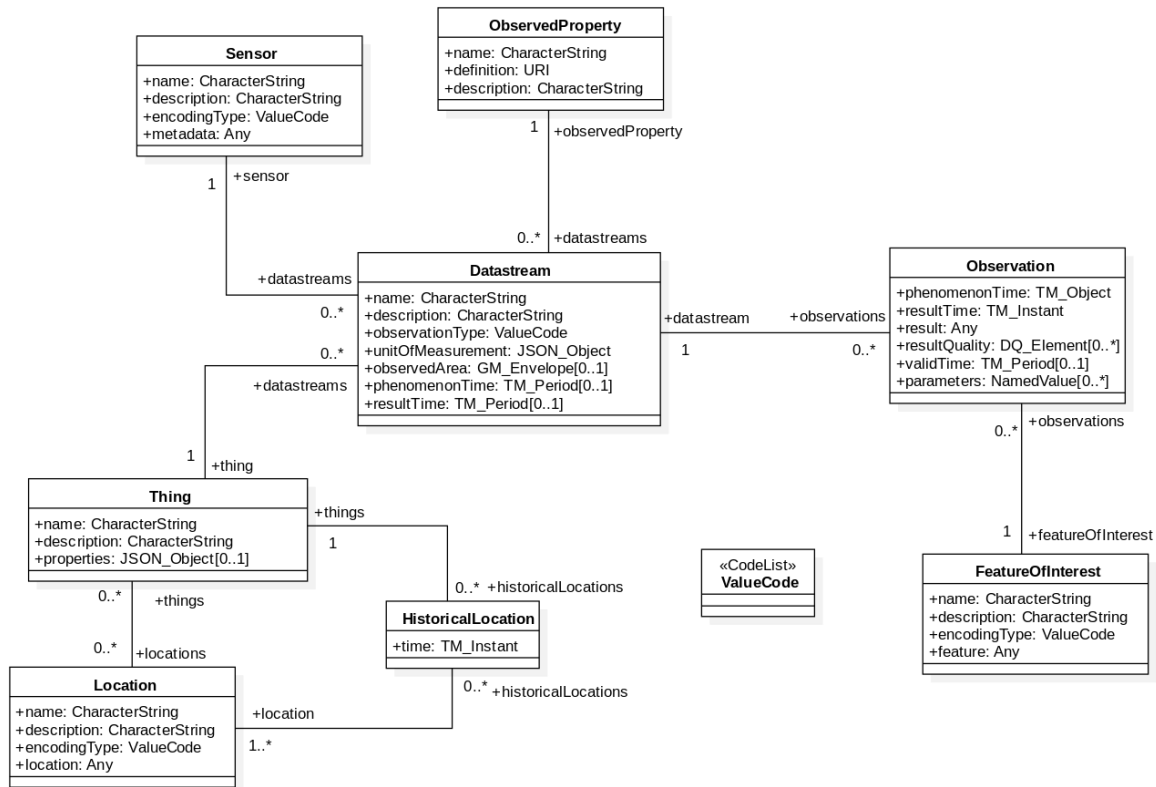 ObservedProperty
+name: CharacterString
+definition: URI
+description: CharacterString
Sensor
+name: CharacterString
+description: CharacterString
+encodingType: ValueCode
+metadata: Any
1
+observedProperty
1
+sensor
0..*
+datastreams
+datastreams
0..*
Datastream
+name: CharacterString
+description: CharacterString
+observationType: ValueCode
+unitOfMeasurement: JSON_Object
+observedArea: GM_Envelope[0..1]
+phenomenonTime: TM_Period[0..1]
+resultTime: TM_Period[0..1]
+datastream
1
+observations
0..*
Observation
+phenomenonTime: TM_Object
+resultTime: TM_Instant
+result: Any
+resultQuality: DQ_Element[0..*]
+validTime: TM_Period[0..1]
+parameters: NamedValue[0..*]
0..*
+datastreams
0..*
+observations
1
+thing
Thing
+name: CharacterString
+description: CharacterString
+properties: JSON_Object[0..1]
+things
1
1
+featureOfInterest
«CodeList»
ValueCode
FeatureOfInterest
+name: CharacterString
+description: CharacterString
+encodingType: ValueCode
+feature: Any
0..*
+things
0..*
+historicalLocations
HistoricalLocation
+time: TM_Instant
0..*
+locations
0..*
+historicalLocations
Location
+name: CharacterString
+description: CharacterString
+encodingType: ValueCode
+location: Any
+location
1..*